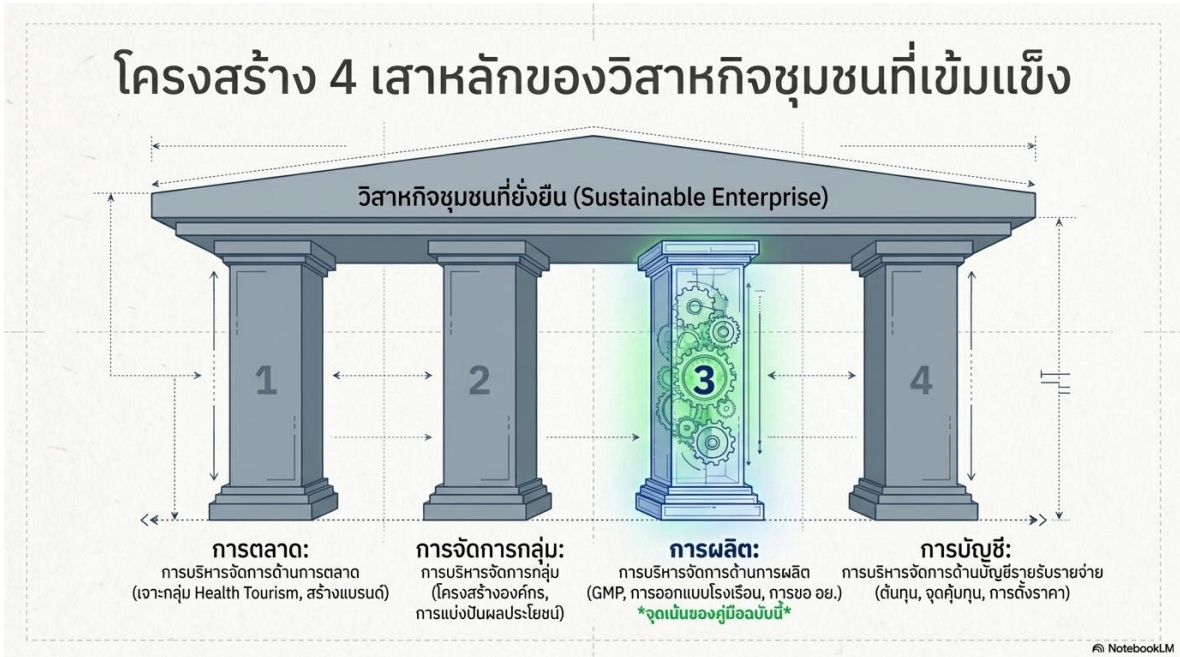 โครงสร้าง 4 เสาหลักของวิสาหกิจชุมชนที่เข้มแข็ง
วิสาหกิจชุมชนที่ยั่งยืน (Sustainable Enterprise)
1
2
3
4
การตลาด:
การบริหารจัดการด้านการตลาด
(เจาะกลุ่ม Health Tourism, สร้างแบรนด์)
การจัดการกลุ่ม:
การบริหารจัดการกลุ่ม
(โครงสร้างองค์กร,
การแบ่งปันผลประโยชน์)
การผลิต:
การบริหารจัดการด้านการผลิต
(GMP, การออกแบบโรงเรือน, การขอ อย.)
*จุดเน้นของคู่มือฉบับนี้*
การบัญชี:
การบริหารจัดการด้านบัญชีรายรับรายจ่าย
(ต้นทุน, จุดคุ้มทุน, การตั้งราคา)
NotebookLM